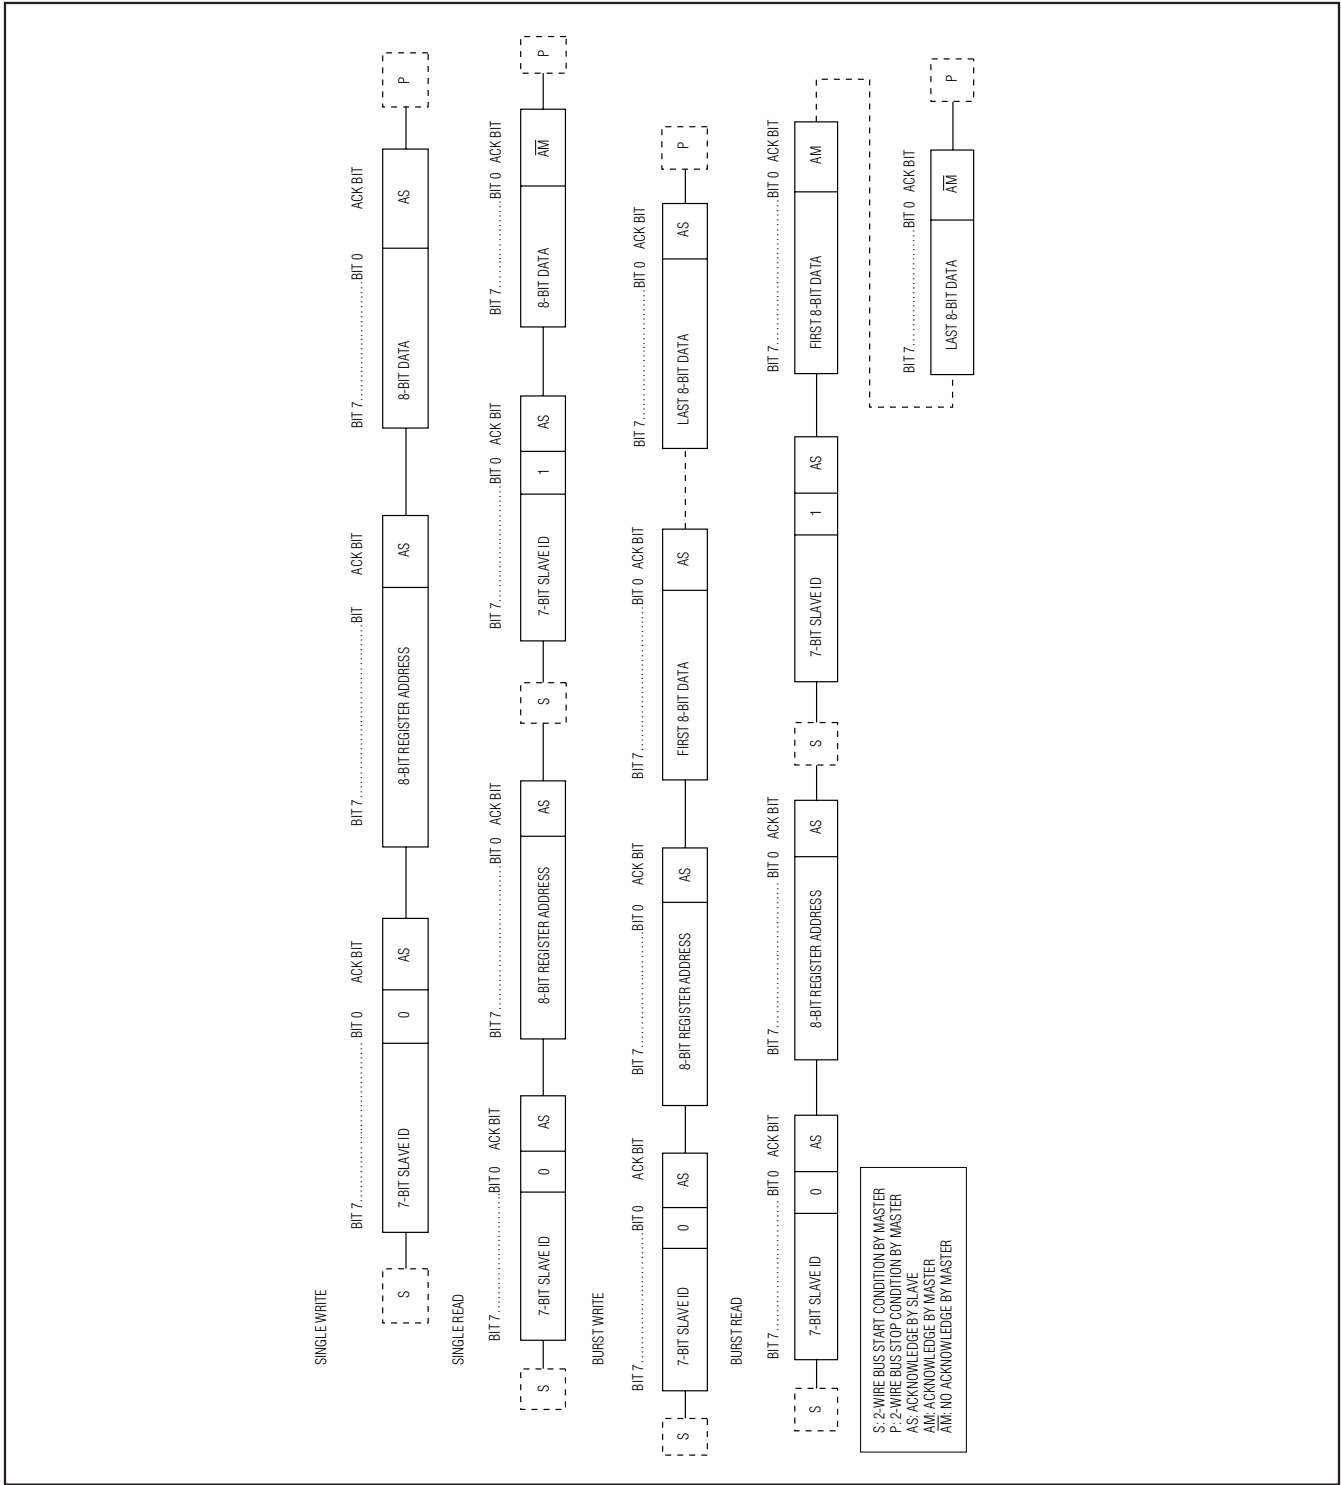 SINGLE WRITE
BIT 7..................BIT 0 ACK BIT BIT 7..................BIT ACK BIT BIT 7..................BIT 0 ACK BIT
S 7-BIT SLAVE ID 0 AS 8-BIT REGISTER ADDRESS AS 8-BIT DATA AS P
SINGLE READ
BIT 7..................BIT 0 ACK BIT BIT 7..................BIT 0 ACK BIT BIT 7..................BIT 0 ACK BIT BIT 7..................BIT 0 ACK BIT
S 7-BIT SLAVE ID 0 AS 8-BIT REGISTER ADDRESS AS S 7-BIT SLAVE ID 1 AS 8-BIT DATA A̅M̅ P
BURST WRITE
BIT 7..................BIT 0 ACK BIT BIT 7..................BIT 0 ACK BIT BIT 7..................BIT 0 ACK BIT BIT 7..................BIT 0 ACK BIT
S 7-BIT SLAVE ID 0 AS 8-BIT REGISTER ADDRESS AS FIRST 8-BIT DATA AS LAST 8-BIT DATA AS P
BURST READ
BIT 7..................BIT 0 ACK BIT BIT 7..................BIT 0 ACK BIT BIT 7..................BIT 0 ACK BIT
S 7-BIT SLAVE ID 0 AS 8-BIT REGISTER ADDRESS AS S 7-BIT SLAVE ID 1 AS FIRST 8-BIT DATA AM
BIT 7..................BIT 0 ACK BIT
LAST 8-BIT DATA A̅M̅ P
S: 2-WIRE BUS START CONDITION BY MASTER
P: 2-WIRE BUS STOP CONDITION BY MASTER
AS: ACKNOWLEDGE BY SLAVE
AM: ACKNOWLEDGE BY MASTER
A̅M̅: NO ACKNOWLEDGE BY MASTER